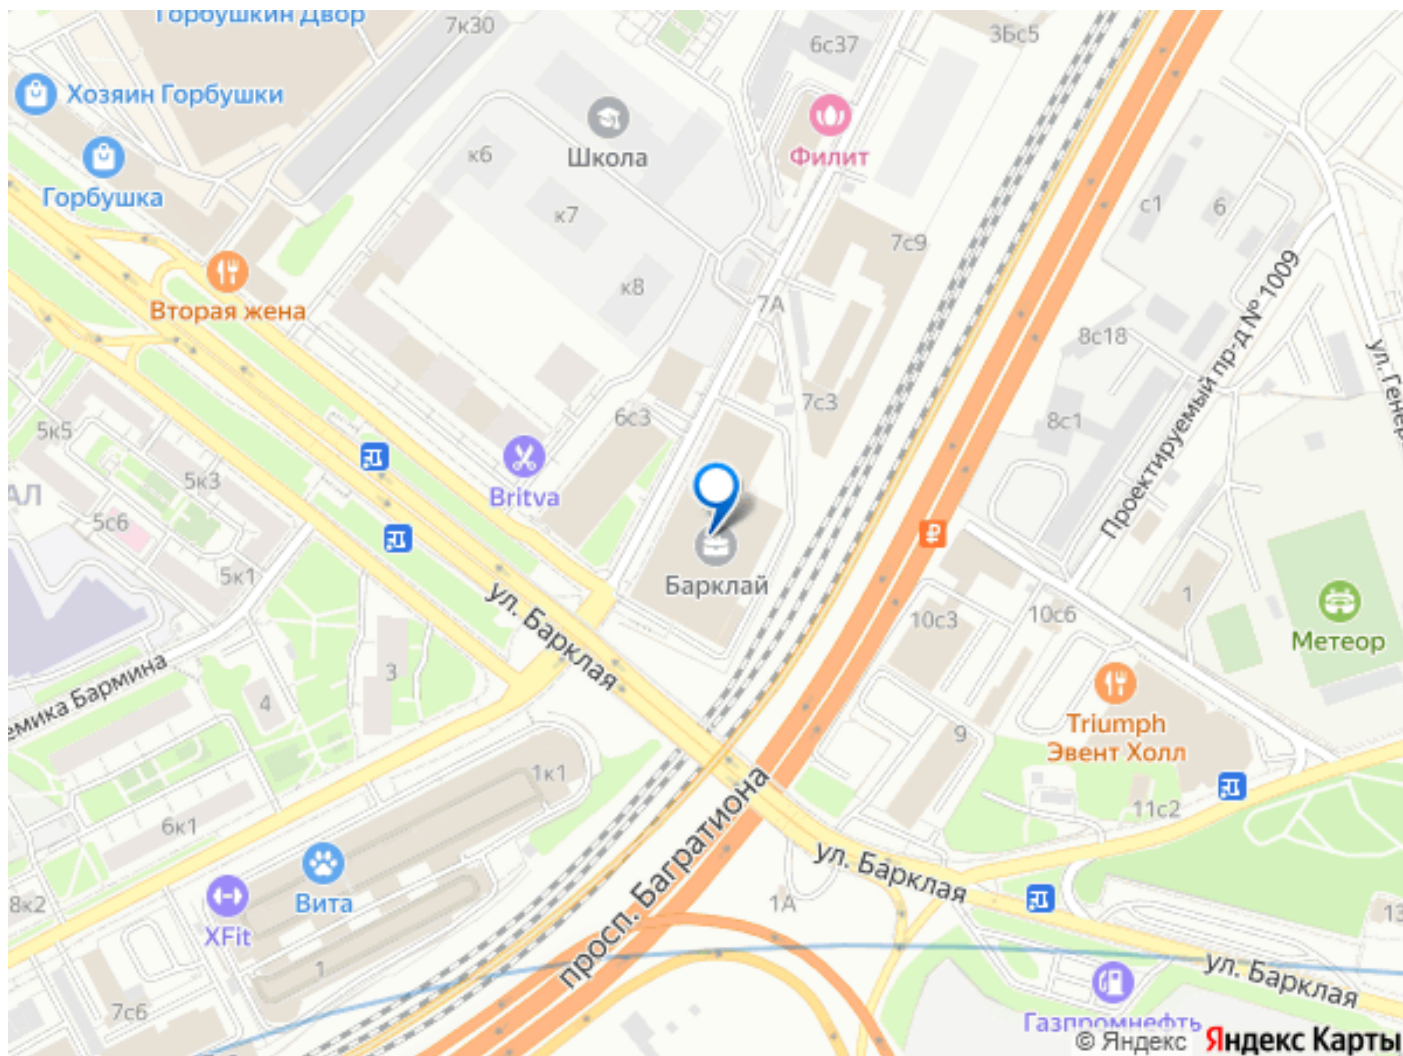 Горбушкин Двор
7к30
6с37
3Бс5
Хозяин Горбушки
Школа
Филит
к6
Горбушка
к7
с1
6
7с9
к8
Вторая жена
7А
8с18
Проектируемый пр-д № 1009
ул. Генер
7с3
6с3
8с1
5к5
5к3
АЛ
Britva
5с6
5к1
Барклай
₽
10с3
10с6
1
Метеор
ул. Барклая
емика Бармина
3
4
Triumph
Эвент Холл
9
1к1
11с2
6к1
просп. Багратиона
ул. Барклая
8к2
Вита
XFit
1А
13
1
ул. Барклая
7с6
Газпромнефть
© Яндекс Яндекс Карты